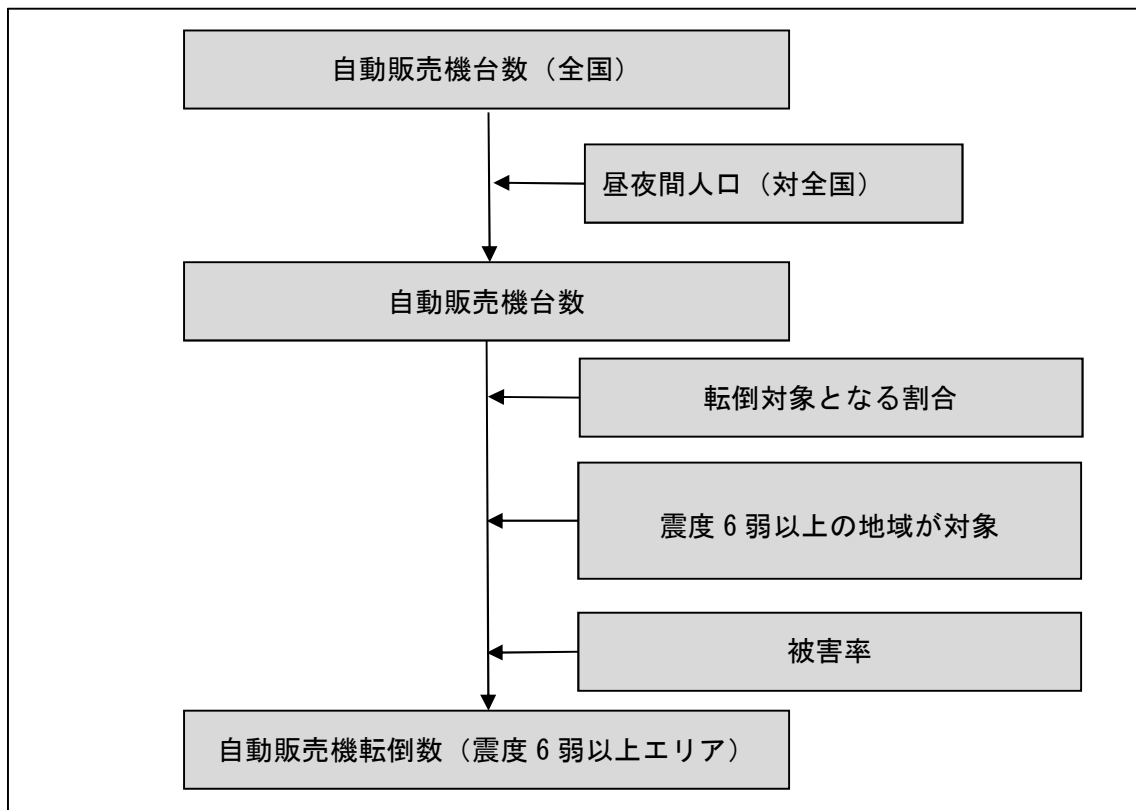 自動販売機台数（全国）
昼夜間人口（対全国）
自動販売機台数
転倒対象となる割合
震度６弱以上の地域が対象
被害率
自動販売機転倒数（震度６弱以上エリア）